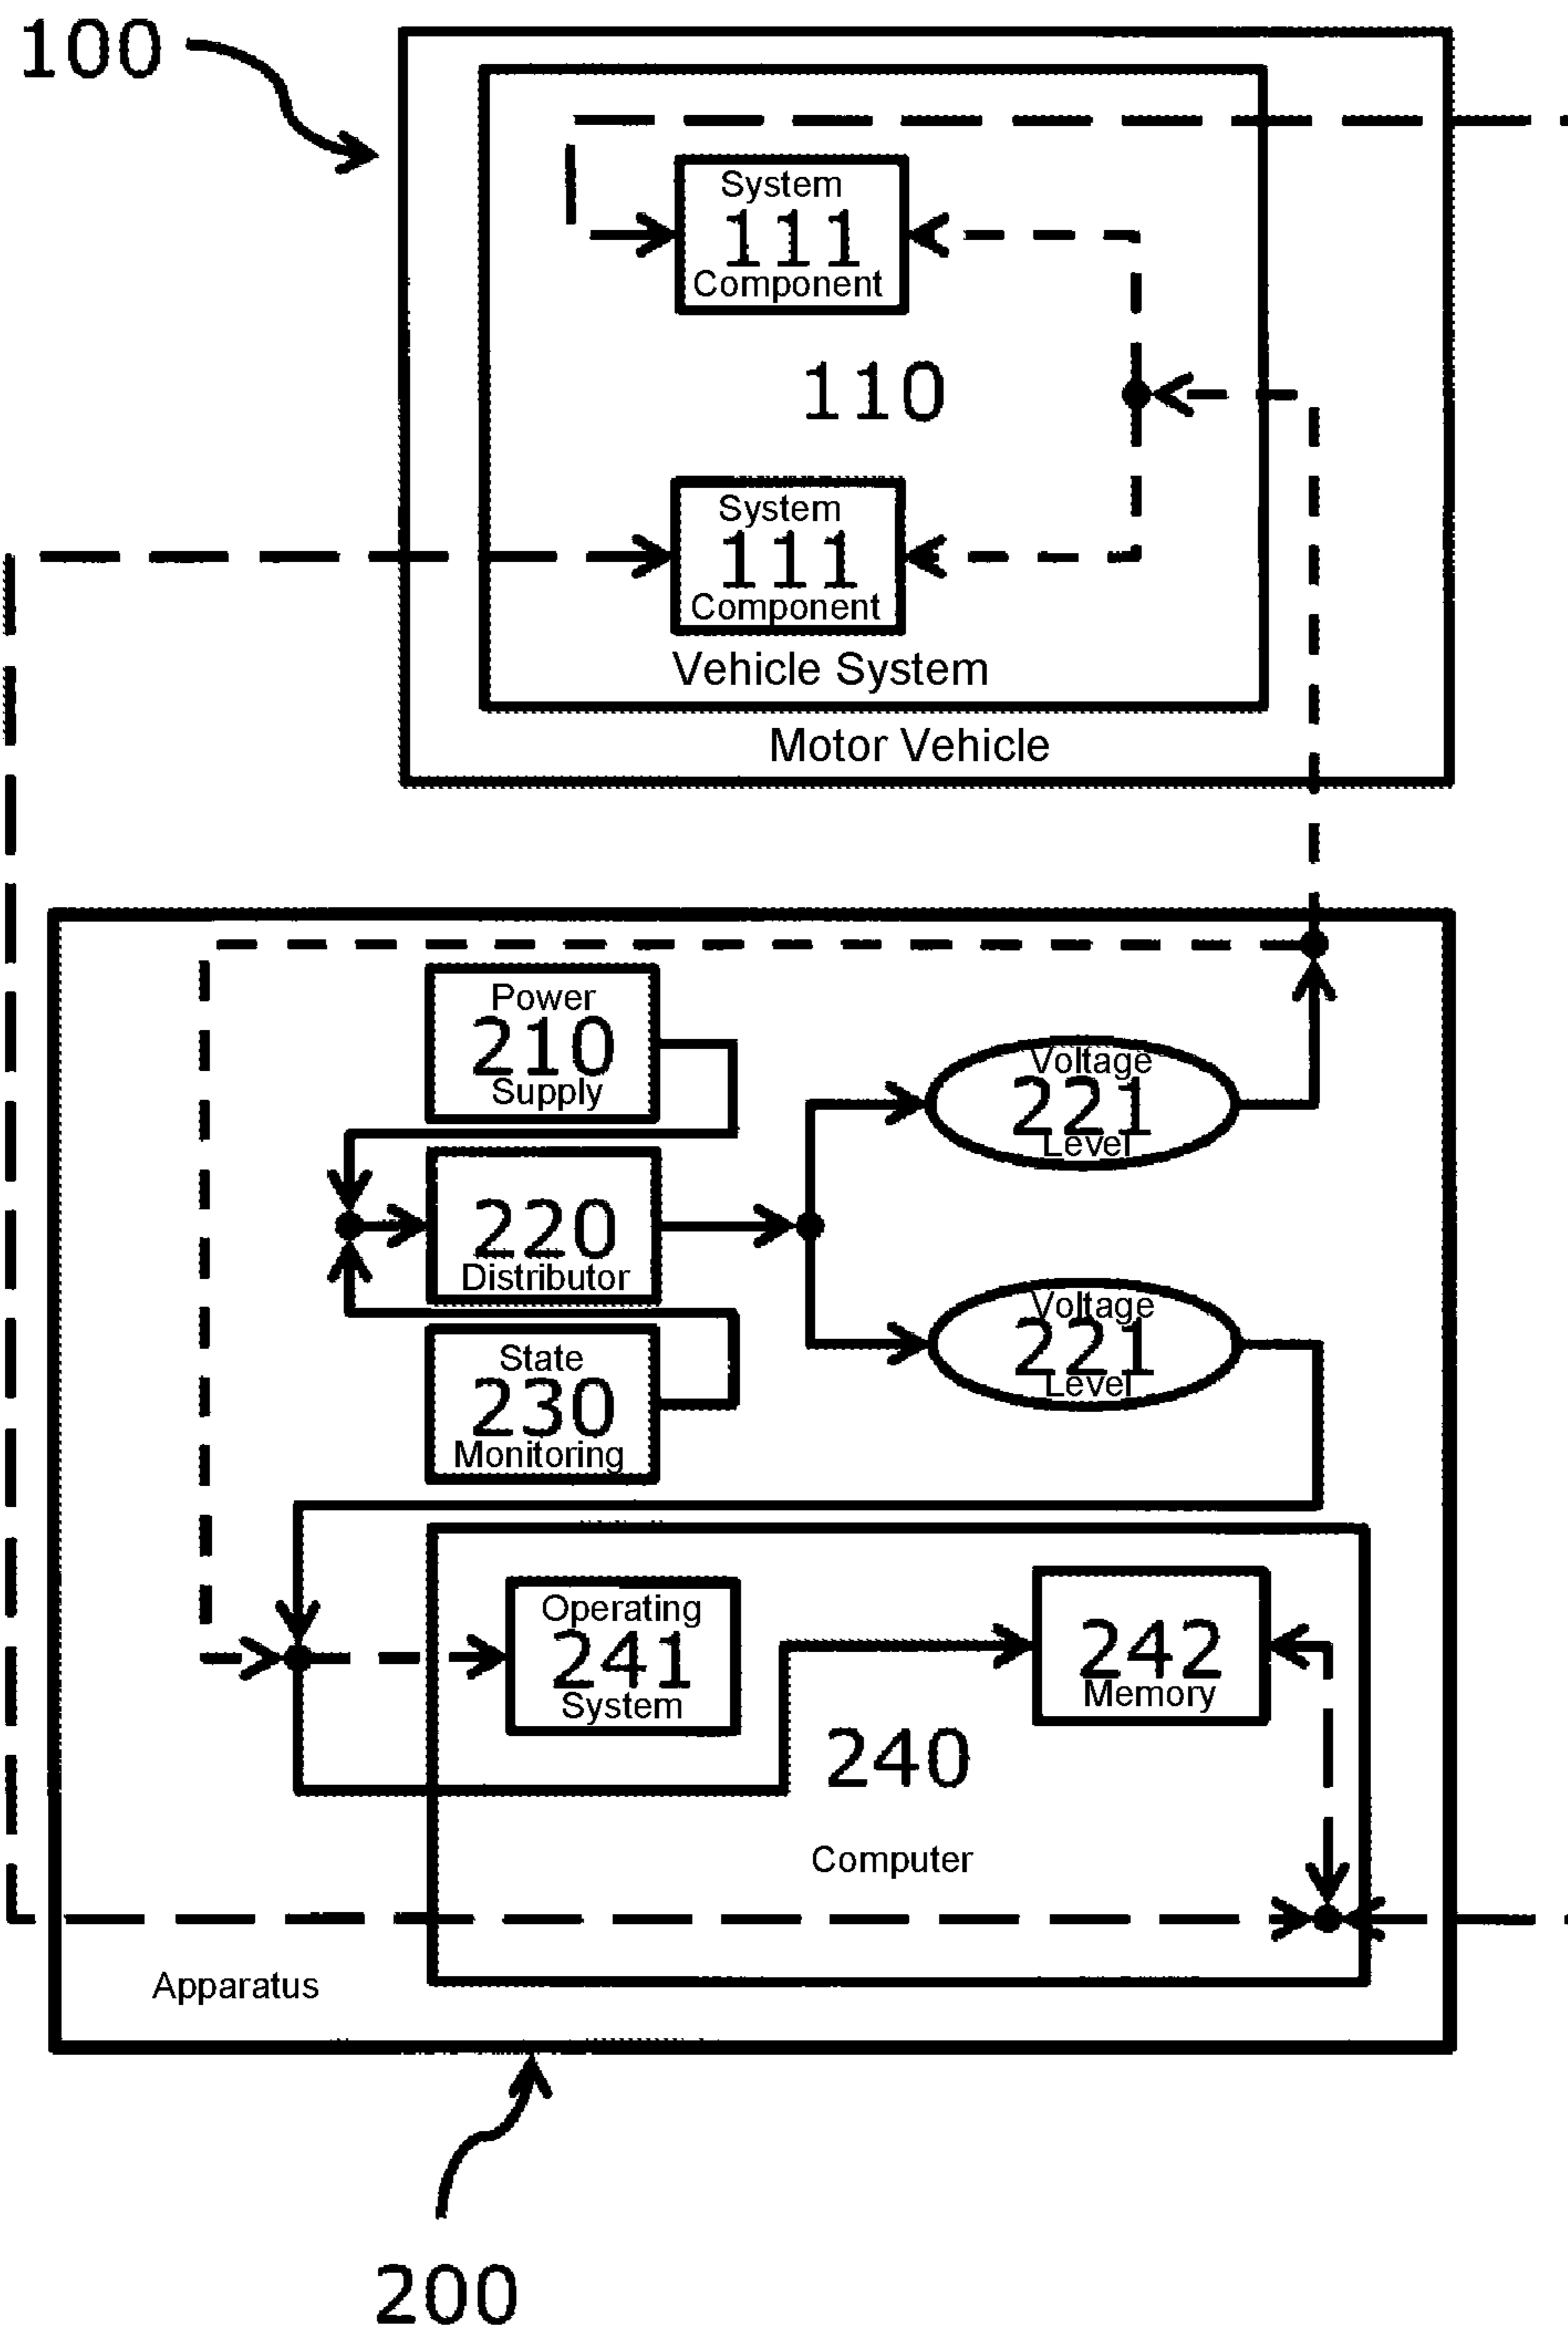 100
System
111
Component
110
System
111
Component
Vehicle System
Motor Vehicle
Power
210
Supply
Voltage
221
Level
220
Distributor
Voltage
221
Level
State
230
Monitoring
Operating
241
System
242
Memory
240
Computer
Apparatus
200